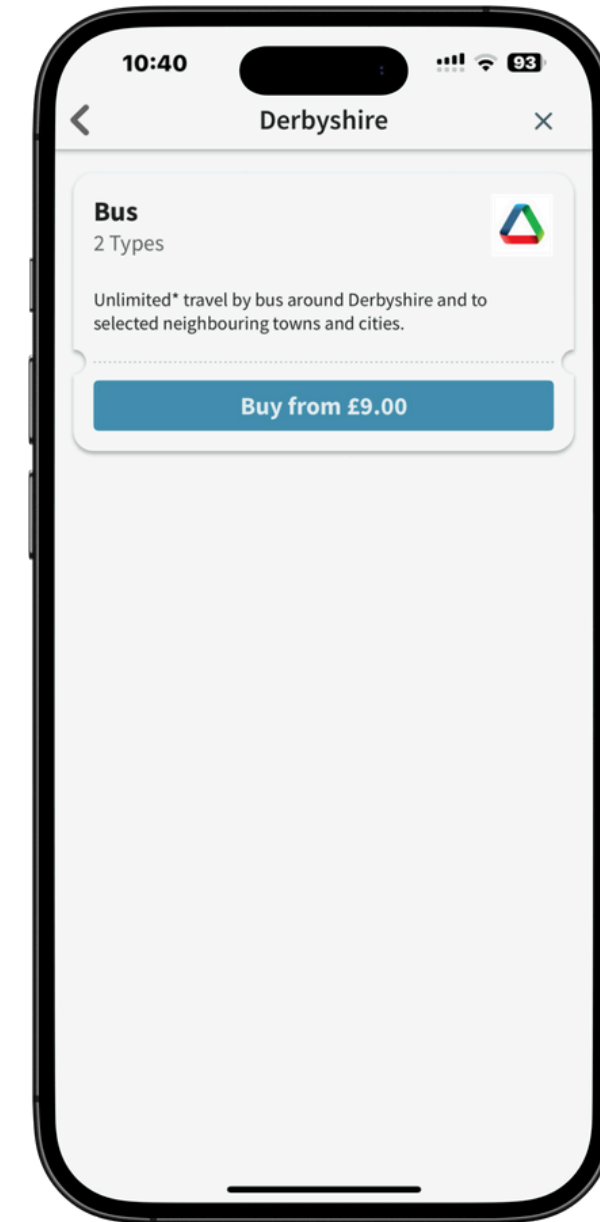 10:40
93
Derbyshire
Bus
2 Types
Unlimited* travel by bus around Derbyshire and to
selected neighbouring towns and cities.
Buy from £9.00